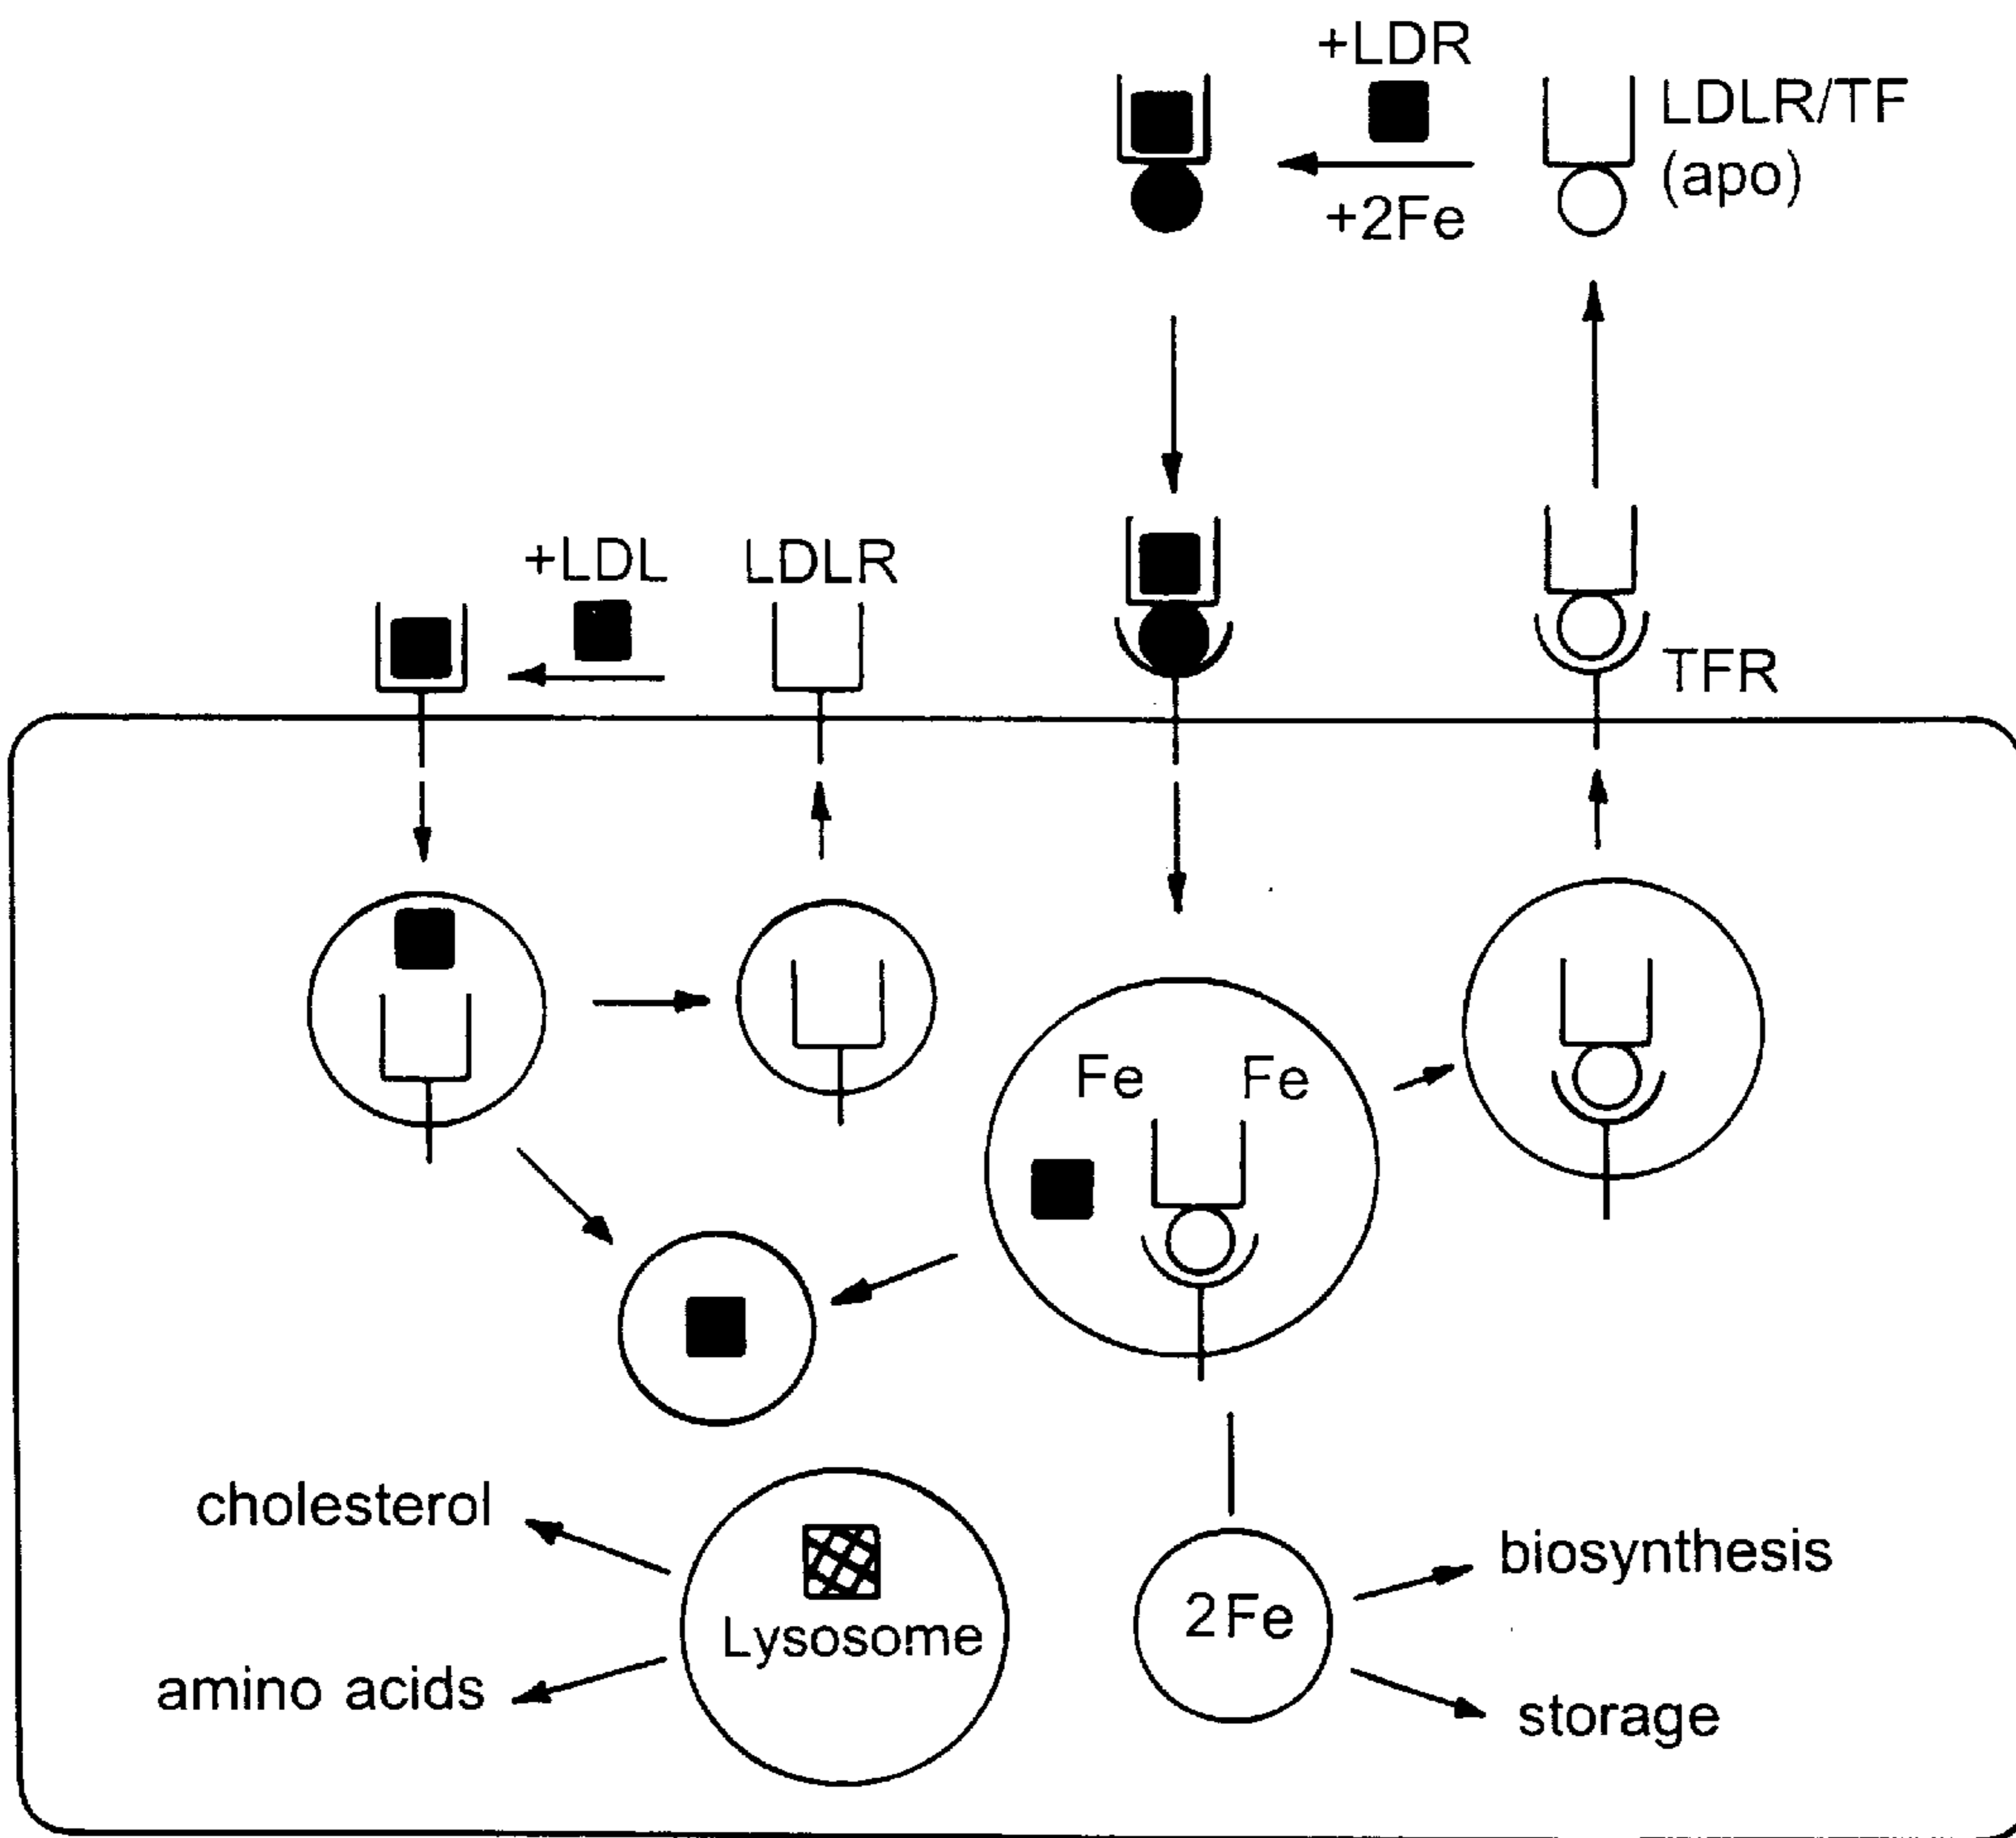 +LDR
LDLR/TF
(apo)
+2Fe
+LDL
LDLR
TFR
Fe
Fe
cholesterol
Lysosome
amino acids
2Fe
biosynthesis
storage